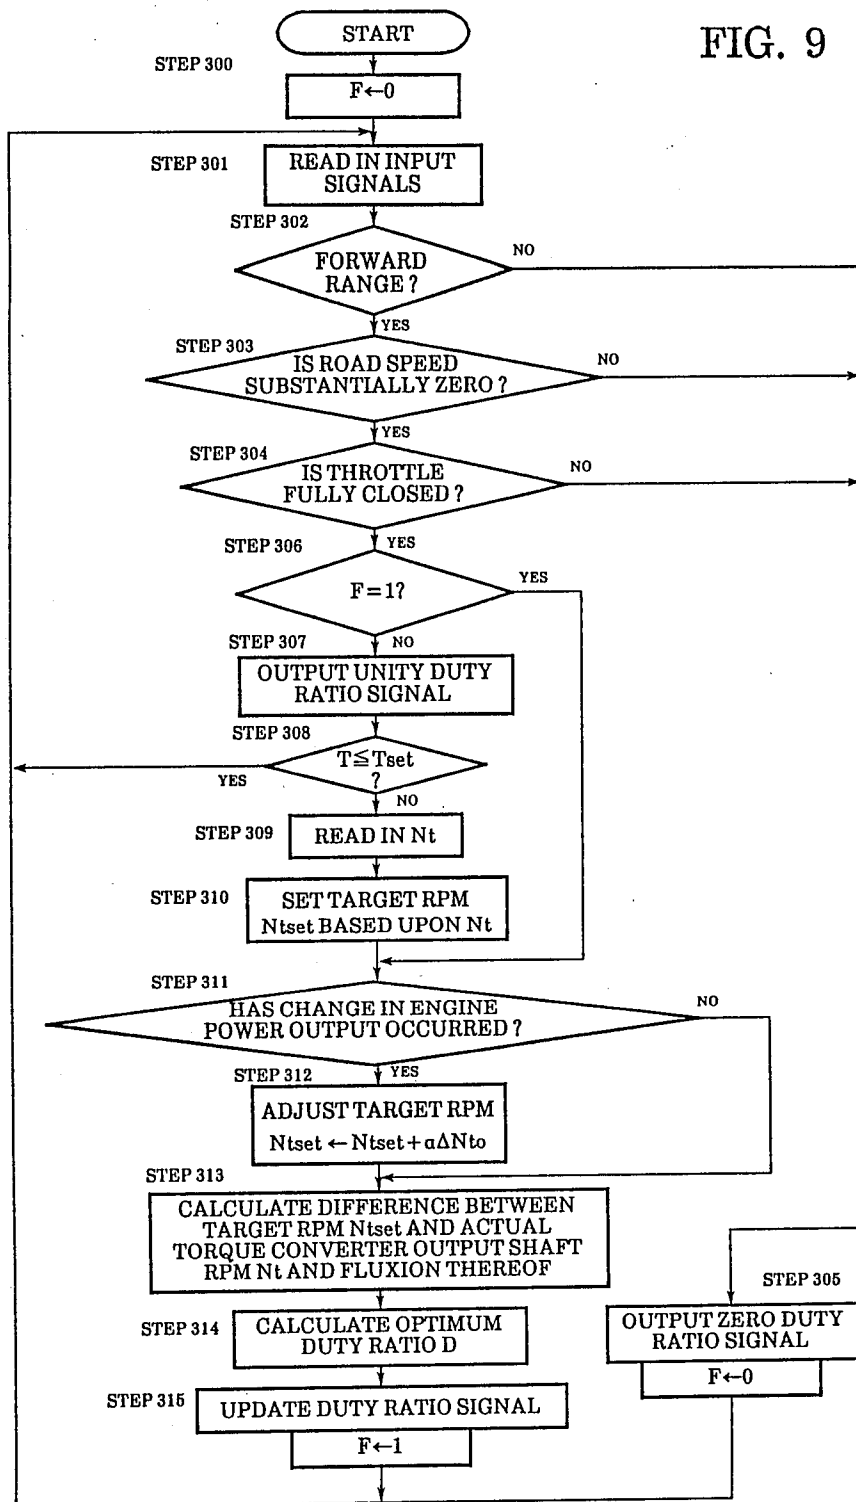 START
FIG. 9
STEP 300
F←0
STEP 301
READ IN INPUT
SIGNALS
STEP 302
FORWARD
RANGE ?
NO
YES
STEP 303
IS ROAD SPEED
SUBSTANTIALLY ZERO ?
NO
YES
STEP 304
IS THROTTLE
FULLY CLOSED ?
NO
YES
STEP 306
F=1?
YES
NO
STEP 307
OUTPUT UNITY DUTY
RATIO SIGNAL
STEP 308
T≦Tset
?
YES
NO
STEP 309
READ IN Nt
STEP 310
SET TARGET RPM
Ntset BASED UPON Nt
STEP 311
HAS CHANGE IN ENGINE
POWER OUTPUT OCCURRED ?
NO
YES
STEP 312
ADJUST TARGET RPM
Ntset ← Ntset+aΔNto
STEP 313
CALCULATE DIFFERENCE BETWEEN
TARGET RPM Ntset AND ACTUAL
TORQUE CONVERTER OUTPUT SHAFT
RPM Nt AND FLUXION THEREOF
STEP 305
OUTPUT ZERO DUTY
RATIO SIGNAL
F←0
STEP 314
CALCULATE OPTIMUM
DUTY RATIO D
STEP 315
UPDATE DUTY RATIO SIGNAL
F←1